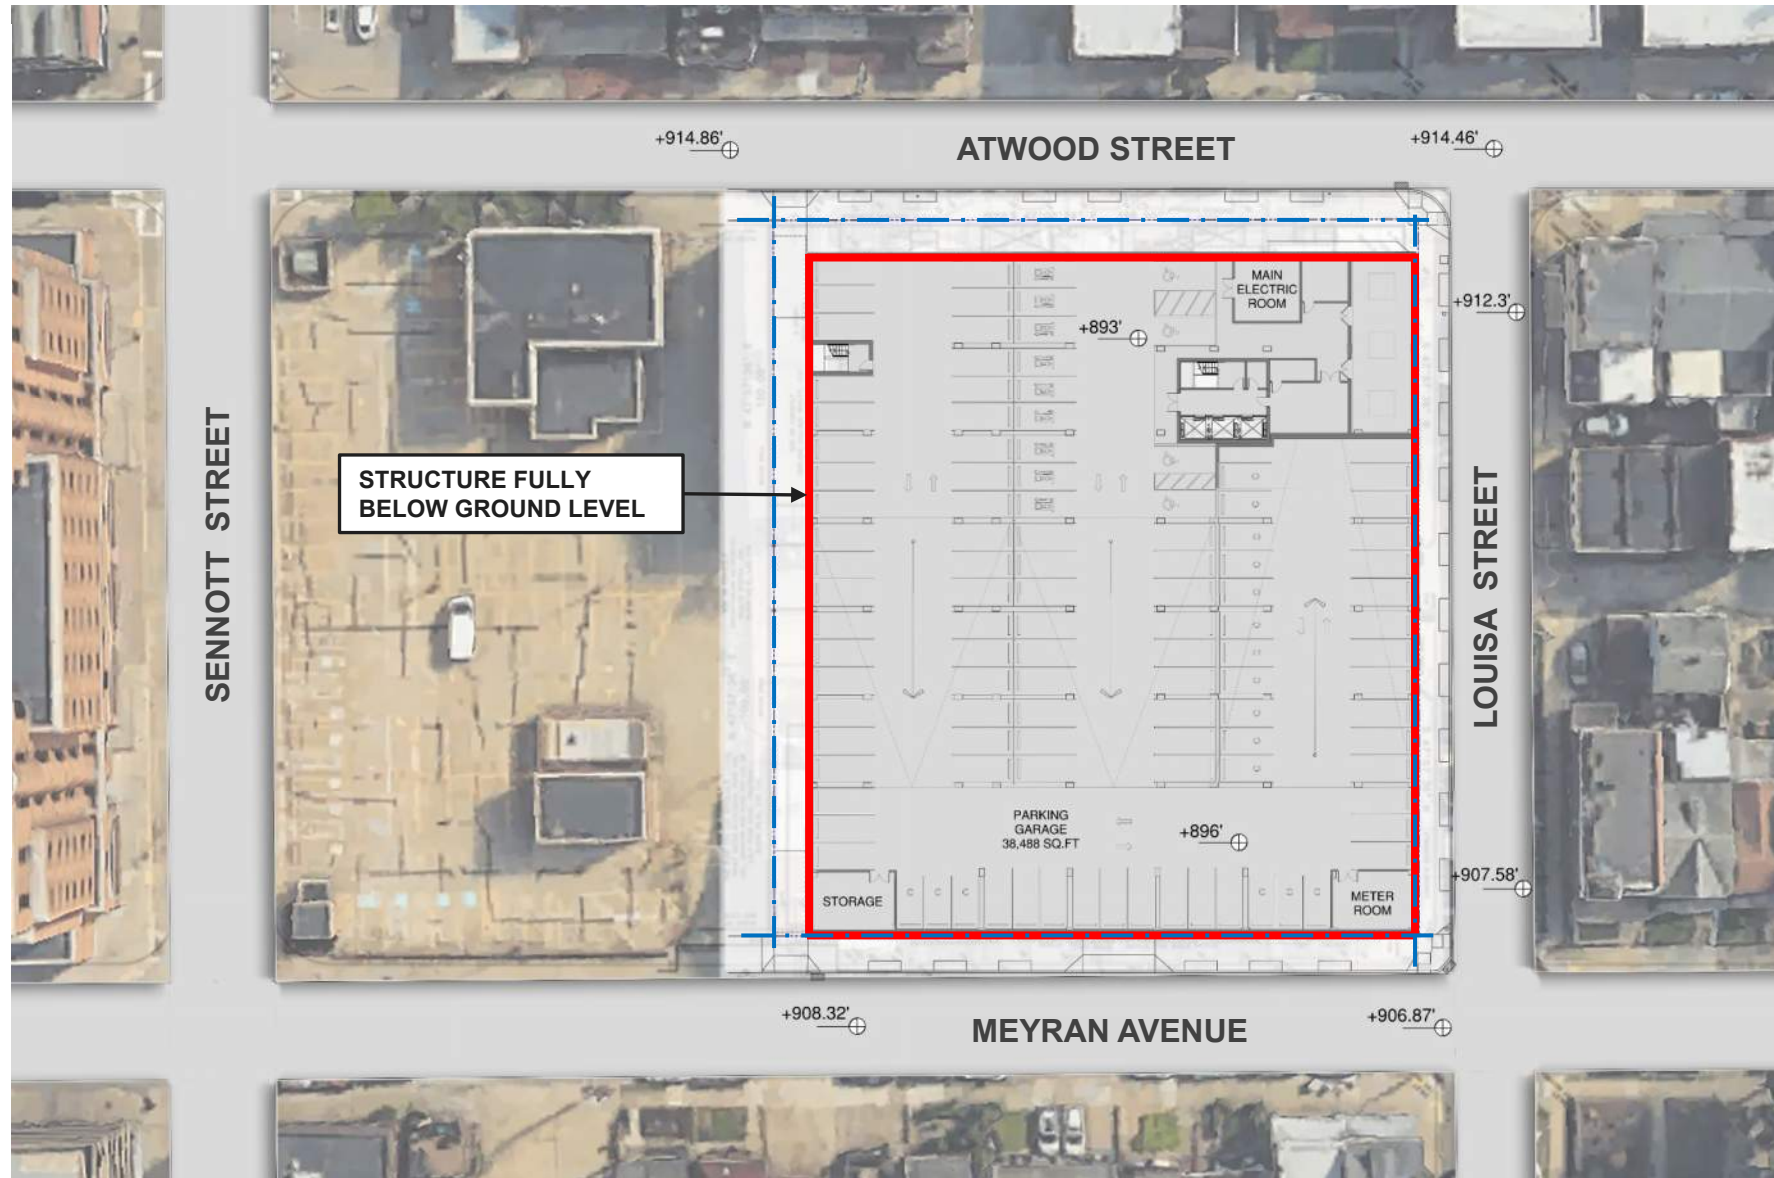 +914.86'
ATWOOD STREET
+914.46'
MAIN
ELECTRIC
ROOM
+912.3'
+893'
STRUCTURE FULLY
BELOW GROUND LEVEL
SENNOTT STREET
LOUISA STREET
PARKING
GARAGE
38,488 SQ.FT
+896'
+907.58'
STORAGE
C
C
C
C
C
C
METER
ROOM
+908.32'
MEYRAN AVENUE
+906.87'